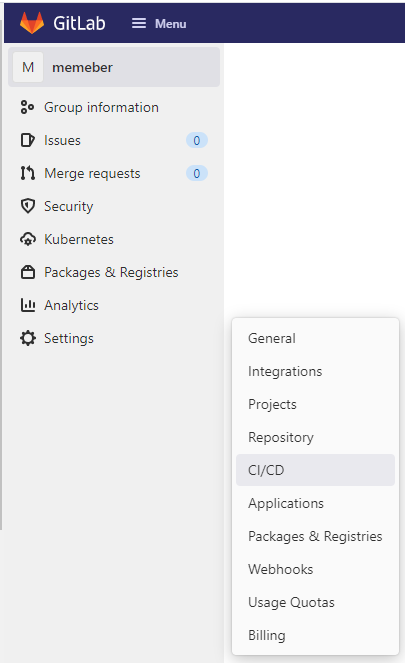 GitLab Menu
M memeber
Group information
Issues 0
Merge requests 0
Security
Kubernetes
Packages & Registries
Analytics
Settings
General
Integrations
Projects
Repository
CI/CD
Applications
Packages & Registries
Webhooks
Usage Quotas
Billing